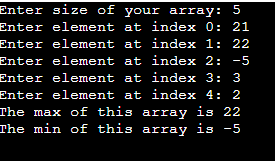 Enter size of your array: 5
Enter element at index 0: 21
Enter element at index 1: 22
Enter element at index 2: -5
Enter element at index 3: 3
Enter element at index 4: 2
The max of this array is 22
The min of this array is -5